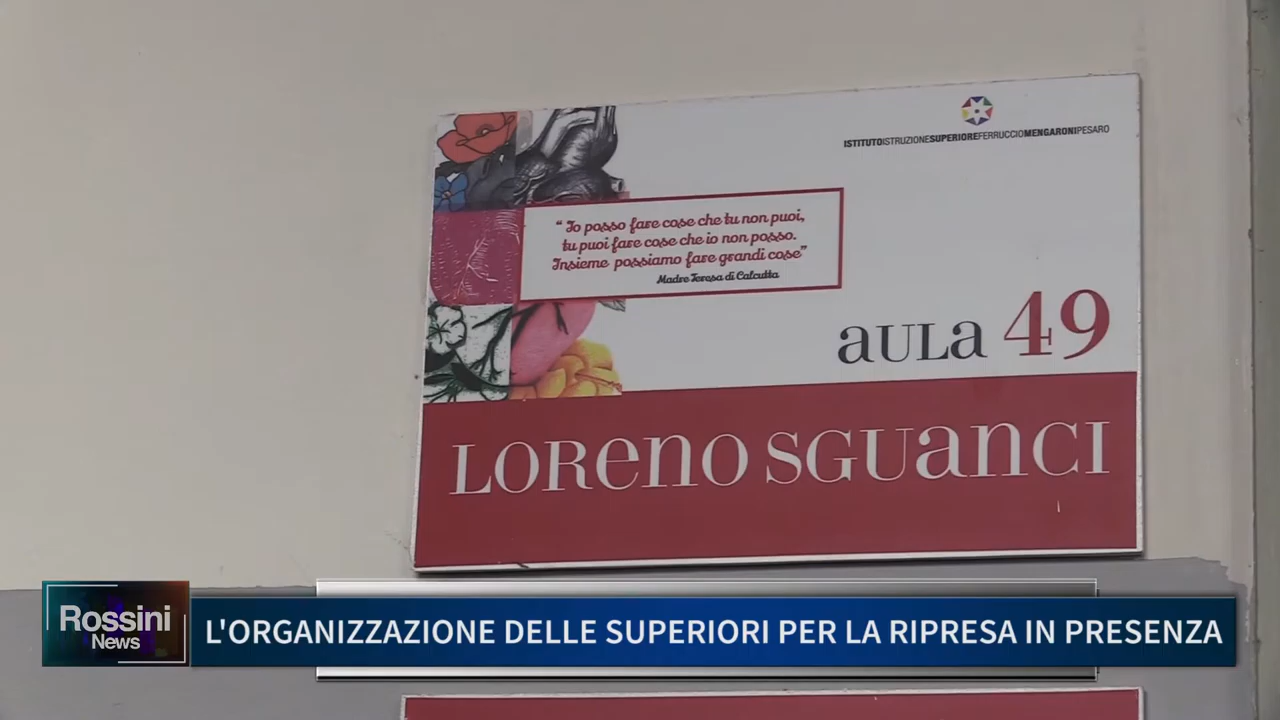 ISTITUTOISTRUZIONESUPERIOREFERRUCCIOMENGARONIPESARO
“Io posso fare cose che tu non puoi,
tu puoi fare cose che io non posso.
Insieme possiamo fare grandi cose”
Madre Teresa di Calcutta
aula 49
Loreno Sguanci
Rossini
News
L'ORGANIZZAZIONE DELLE SUPERIORI PER LA RIPRESA IN PRESENZA